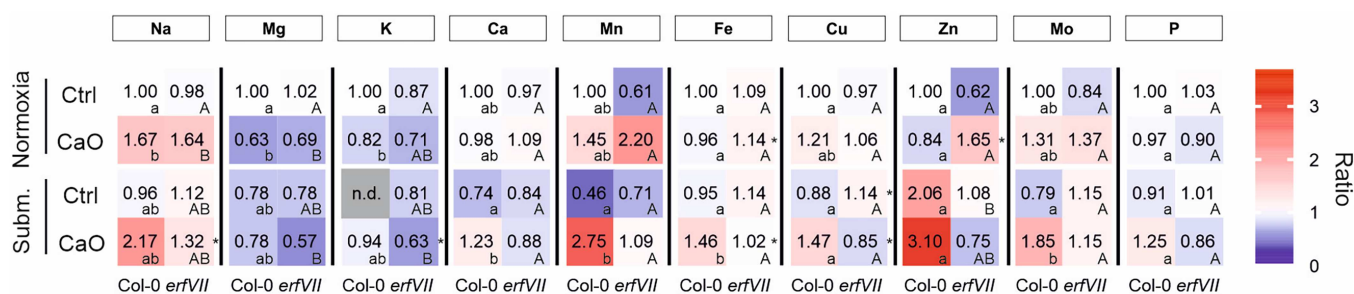 Na Mg K Ca Mn Fe Cu Zn Mo P
Normoxia
Ctrl 1.00 0.98 1.00 1.02 1.00 0.87 1.00 0.97 1.00 0.61 1.00 1.09 1.00 0.97 1.00 0.62 1.00 0.84 1.00 1.03
a A a A a A ab A ab A a A a A a A ab A a A
CaO 1.67 1.64 0.63 0.69 0.82 0.71 0.98 1.09 1.45 2.20 0.96 1.14 * 1.21 1.06 0.84 1.65 * 1.31 1.37 0.97 0.90
b B b B b AB ab A ab A a A ab A a A ab A a A
Subm.
Ctrl 0.96 1.12 0.78 0.78 n.d. 0.81 0.74 0.84 0.46 0.71 0.95 1.14 0.88 1.14 * 2.06 1.08 0.79 1.15 0.91 1.01
ab AB ab AB AB a A a A a A a A a B a A a A
CaO 2.17 1.32 * 0.78 0.57 0.94 0.63 * 1.23 0.88 2.75 1.09 1.46 1.02 * 1.47 0.85 * 3.10 0.75 1.85 1.15 1.25 0.86
ab AB ab B ab B b A b A b A b A a AB b A a A
Col-0 erfVII Col-0 erfVII Col-0 erfVII Col-0 erfVII Col-0 erfVII Col-0 erfVII Col-0 erfVII Col-0 erfVII Col-0 erfVII Col-0 erfVII
3
2
1
0
Ratio